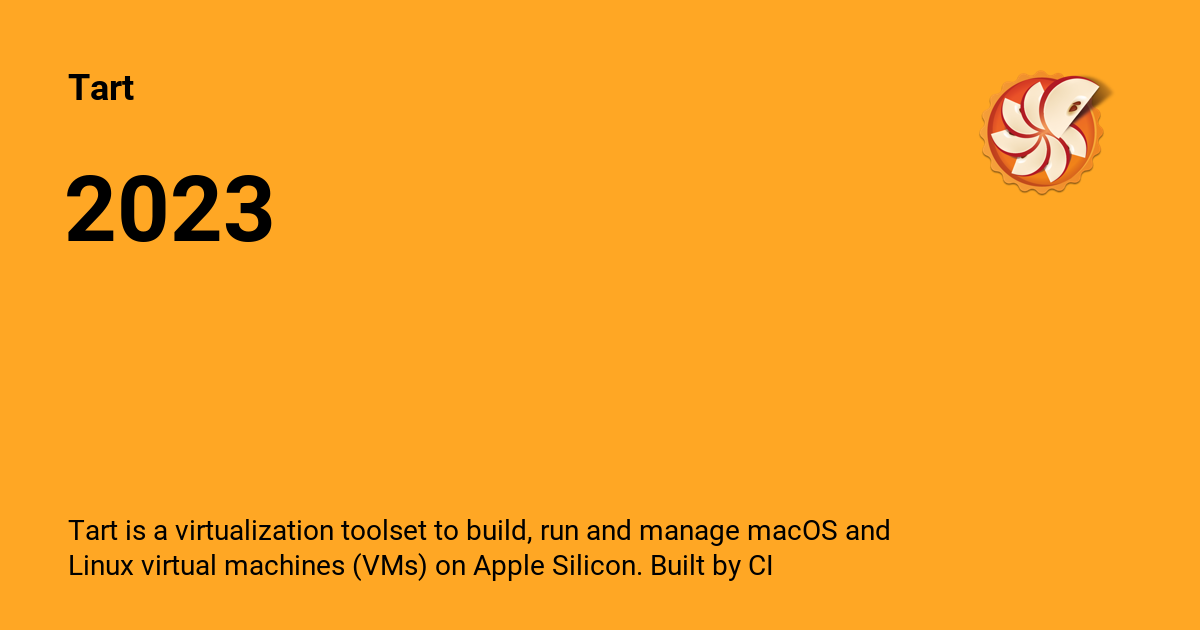 Tart
2023
Tart is a virtualization toolset to build, run and manage macOS and
Linux virtual machines (VMs) on Apple Silicon. Built by CI